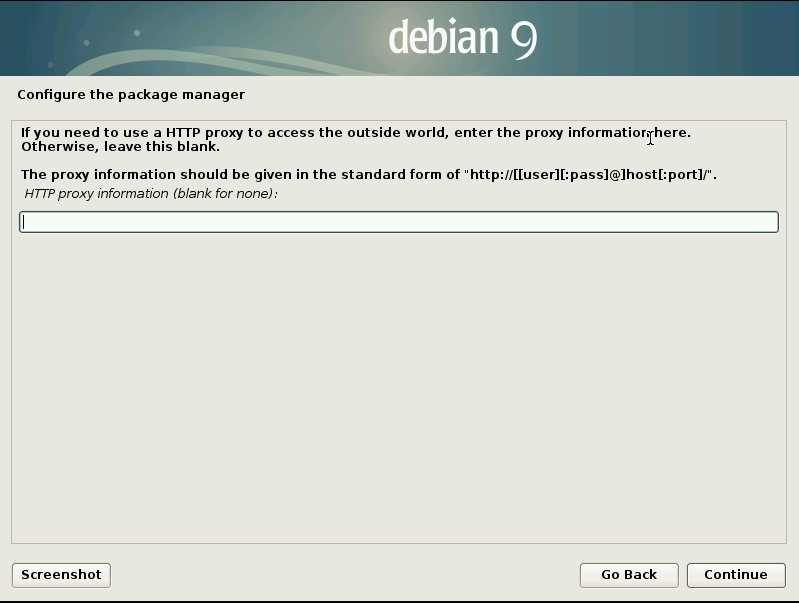 debian 9
Configure the package manager
If you need to use a HTTP proxy to access the outside world, enter the proxy information here.
Otherwise, leave this blank.
The proxy information should be given in the standard form of "http://[[user][:pass]@]host[:port]/".
HTTP proxy information (blank for none):
Screenshot
Go Back
Continue